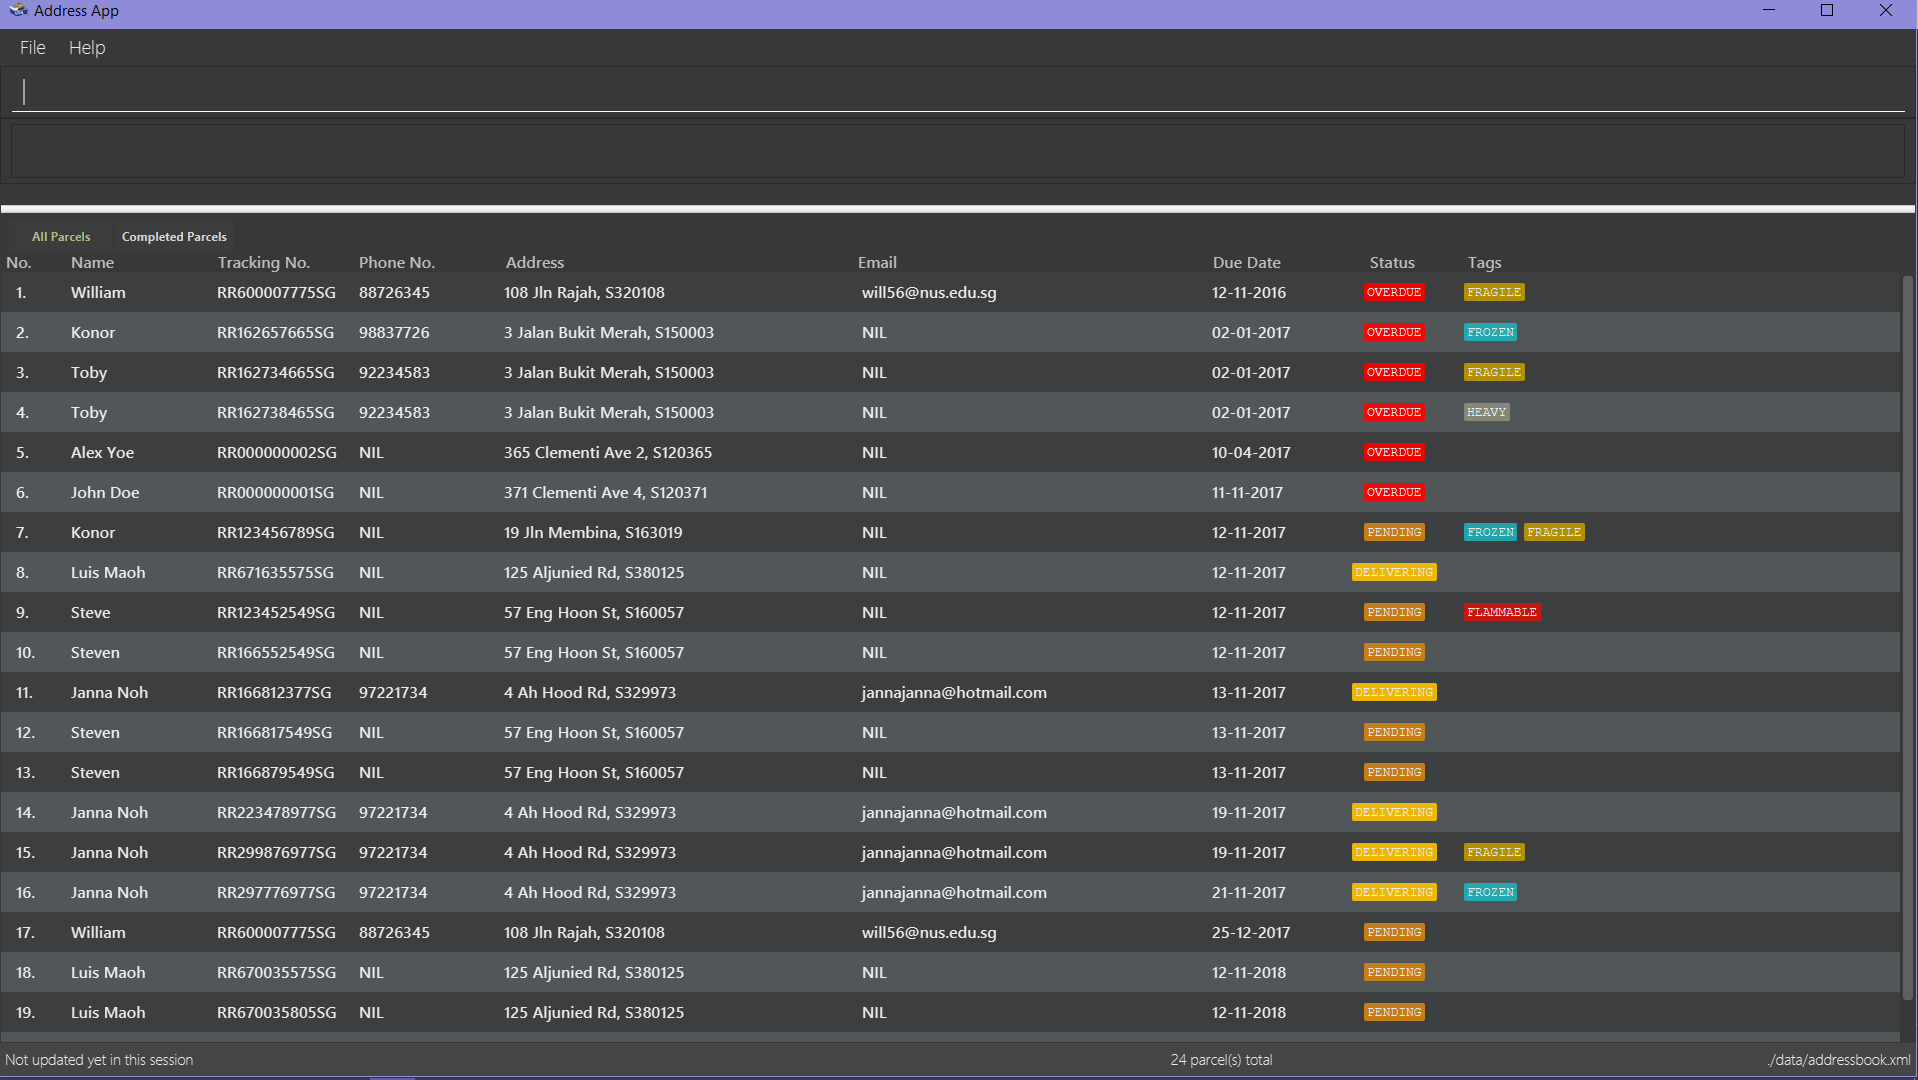 Address App
File Help
All Parcels Completed Parcels
No. Name Tracking No. Phone No. Address Email Due Date Status Tags
1. William RR600007775SG 88726345 108 Jln Rajah, S320108 will56@nus.edu.sg 12-11-2016 OVERDUE FRAGILE
2. Konor RR162657665SG 98837726 3 Jalan Bukit Merah, S150003 NIL 02-01-2017 OVERDUE FROZEN
3. Toby RR162734665SG 92234583 3 Jalan Bukit Merah, S150003 NIL 02-01-2017 OVERDUE FRAGILE
4. Toby RR162738465SG 92234583 3 Jalan Bukit Merah, S150003 NIL 02-01-2017 OVERDUE HEAVY
5. Alex Yoe RR000000002SG NIL 365 Clementi Ave 2, S120365 NIL 10-04-2017 OVERDUE
6. John Doe RR000000001SG NIL 371 Clementi Ave 4, S120371 NIL 11-11-2017 OVERDUE
7. Konor RR123456789SG NIL 19 Jln Membina, S163019 NIL 12-11-2017 PENDING FROZEN FRAGILE
8. Luis Maoh RR671635575SG NIL 125 Aljunied Rd, S380125 NIL 12-11-2017 DELIVERING
9. Steve RR123452549SG NIL 57 Eng Hoon St, S160057 NIL 12-11-2017 PENDING FLAMMABLE
10. Steven RR166552549SG NIL 57 Eng Hoon St, S160057 NIL 12-11-2017 PENDING
11. Janna Noh RR166812377SG 97221734 4 Ah Hood Rd, S329973 jannajanna@hotmail.com 13-11-2017 DELIVERING
12. Steven RR166817549SG NIL 57 Eng Hoon St, S160057 NIL 13-11-2017 PENDING
13. Steven RR166879549SG NIL 57 Eng Hoon St, S160057 NIL 13-11-2017 PENDING
14. Janna Noh RR223478977SG 97221734 4 Ah Hood Rd, S329973 jannajanna@hotmail.com 19-11-2017 DELIVERING
15. Janna Noh RR299876977SG 97221734 4 Ah Hood Rd, S329973 jannajanna@hotmail.com 19-11-2017 DELIVERING FRAGILE
16. Janna Noh RR297776977SG 97221734 4 Ah Hood Rd, S329973 jannajanna@hotmail.com 21-11-2017 DELIVERING FROZEN
17. William RR600007775SG 88726345 108 Jln Rajah, S320108 will56@nus.edu.sg 25-12-2017 PENDING
18. Luis Maoh RR670035575SG NIL 125 Aljunied Rd, S380125 NIL 12-11-2018 PENDING
19. Luis Maoh RR670035805SG NIL 125 Aljunied Rd, S380125 NIL 12-11-2018 PENDING
Not updated yet in this session 24 parcel(s) total ./data/addressbook.xml